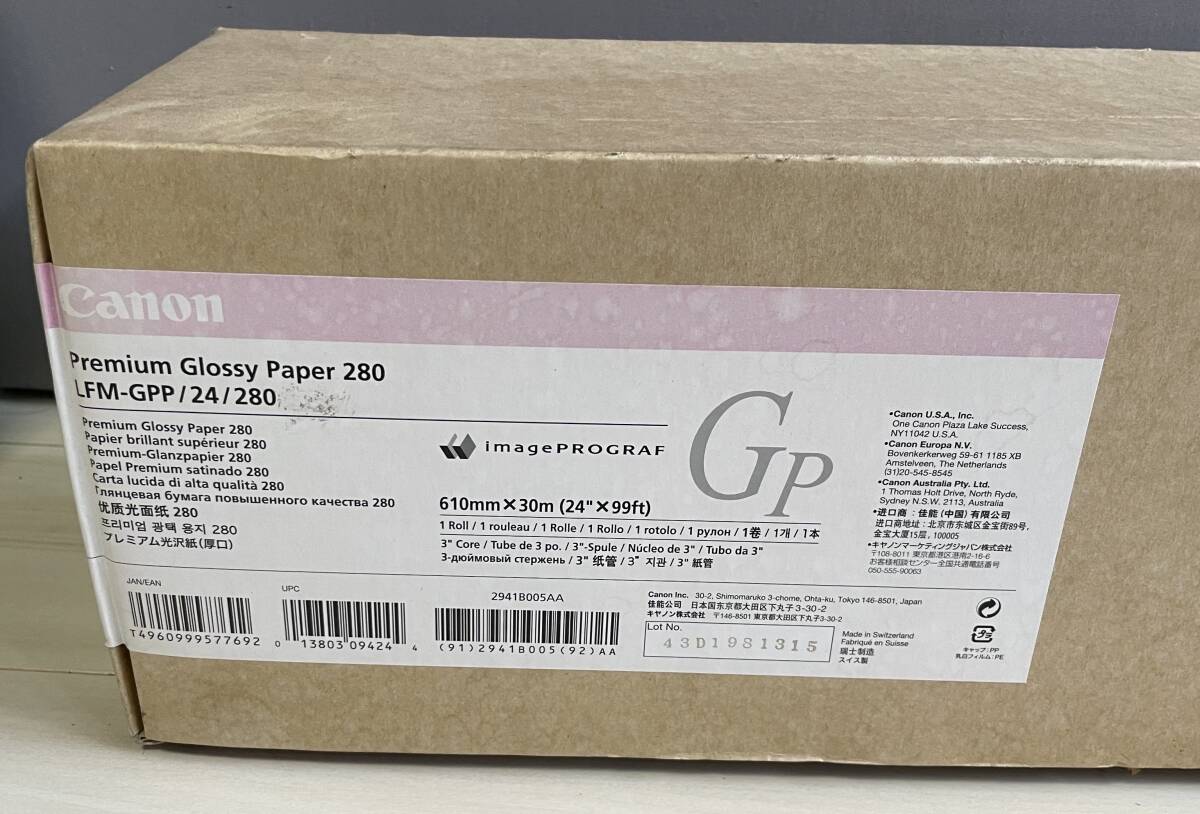 Canon
Premium Glossy Paper 280
LFM-GPP/24/280
Premium Glossy Paper 280
Papier brillant supérieur 280
Premium-Glanzpapier 280
Papel Premium satinado 280
Carta lucida di alta qualità 280
Глянцевая бумага повышенного качества 280
优质光面纸 280
프리미엄 광택 용지 280
プレミアム光沢紙(厚口)
imagePROGRAF
610mm×30m (24"×99ft)
1 Roll / 1 rouleau / 1 Rolle / 1 Rollo / 1 rotolo / 1 рулон / 1卷 / 1개 / 1本
3" Core / Tube de 3 po. / 3"-Spule / Núcleo de 3" / Tubo da 3"
3-дюймовый стержень / 3" 纸管 / 3" 지관 / 3" 紙管
GP
•Canon U.S.A., Inc.
One Canon Plaza Lake Success,
NY11042 U.S.A.
•Canon Europa N.V.
Bovenkerkerweg 59-61 1185 XB
Amstelveen, The Netherlands
(31)20-545-8545
•Canon Australia Pty. Ltd.
1 Thomas Holt Drive, North Ryde,
Sydney N.S.W. 2113, Australia
•进口商：佳能（中国）有限公司
进口商地址：北京市东城区金宝街89号,
金宝大厦15层, 100005
•キヤノンマーケティングジャパン株式会社
〒108-8011 東京都港区港南2-16-6
お客様相談センター全国共通電話番号
050-555-90063
JAN/EAN
T4960999577692
UPC
0 13803 09424 4
2941B005AA
(91)2941B005(92)AA
Canon Inc. 30-2, Shimomaruko 3-chome, Ohta-ku, Tokyo 146-8501, Japan
佳能公司 日本国东京都大田区下丸子3-30-2
キヤノン株式会社 〒146-8501 東京都大田区下丸子3-30-2
Lot No.
43D1981315
Made in Switzerland
Fabriqué en Suisse
瑞士制造
スイス製
プラ
キャップ:PP
乳白フィルム:PE